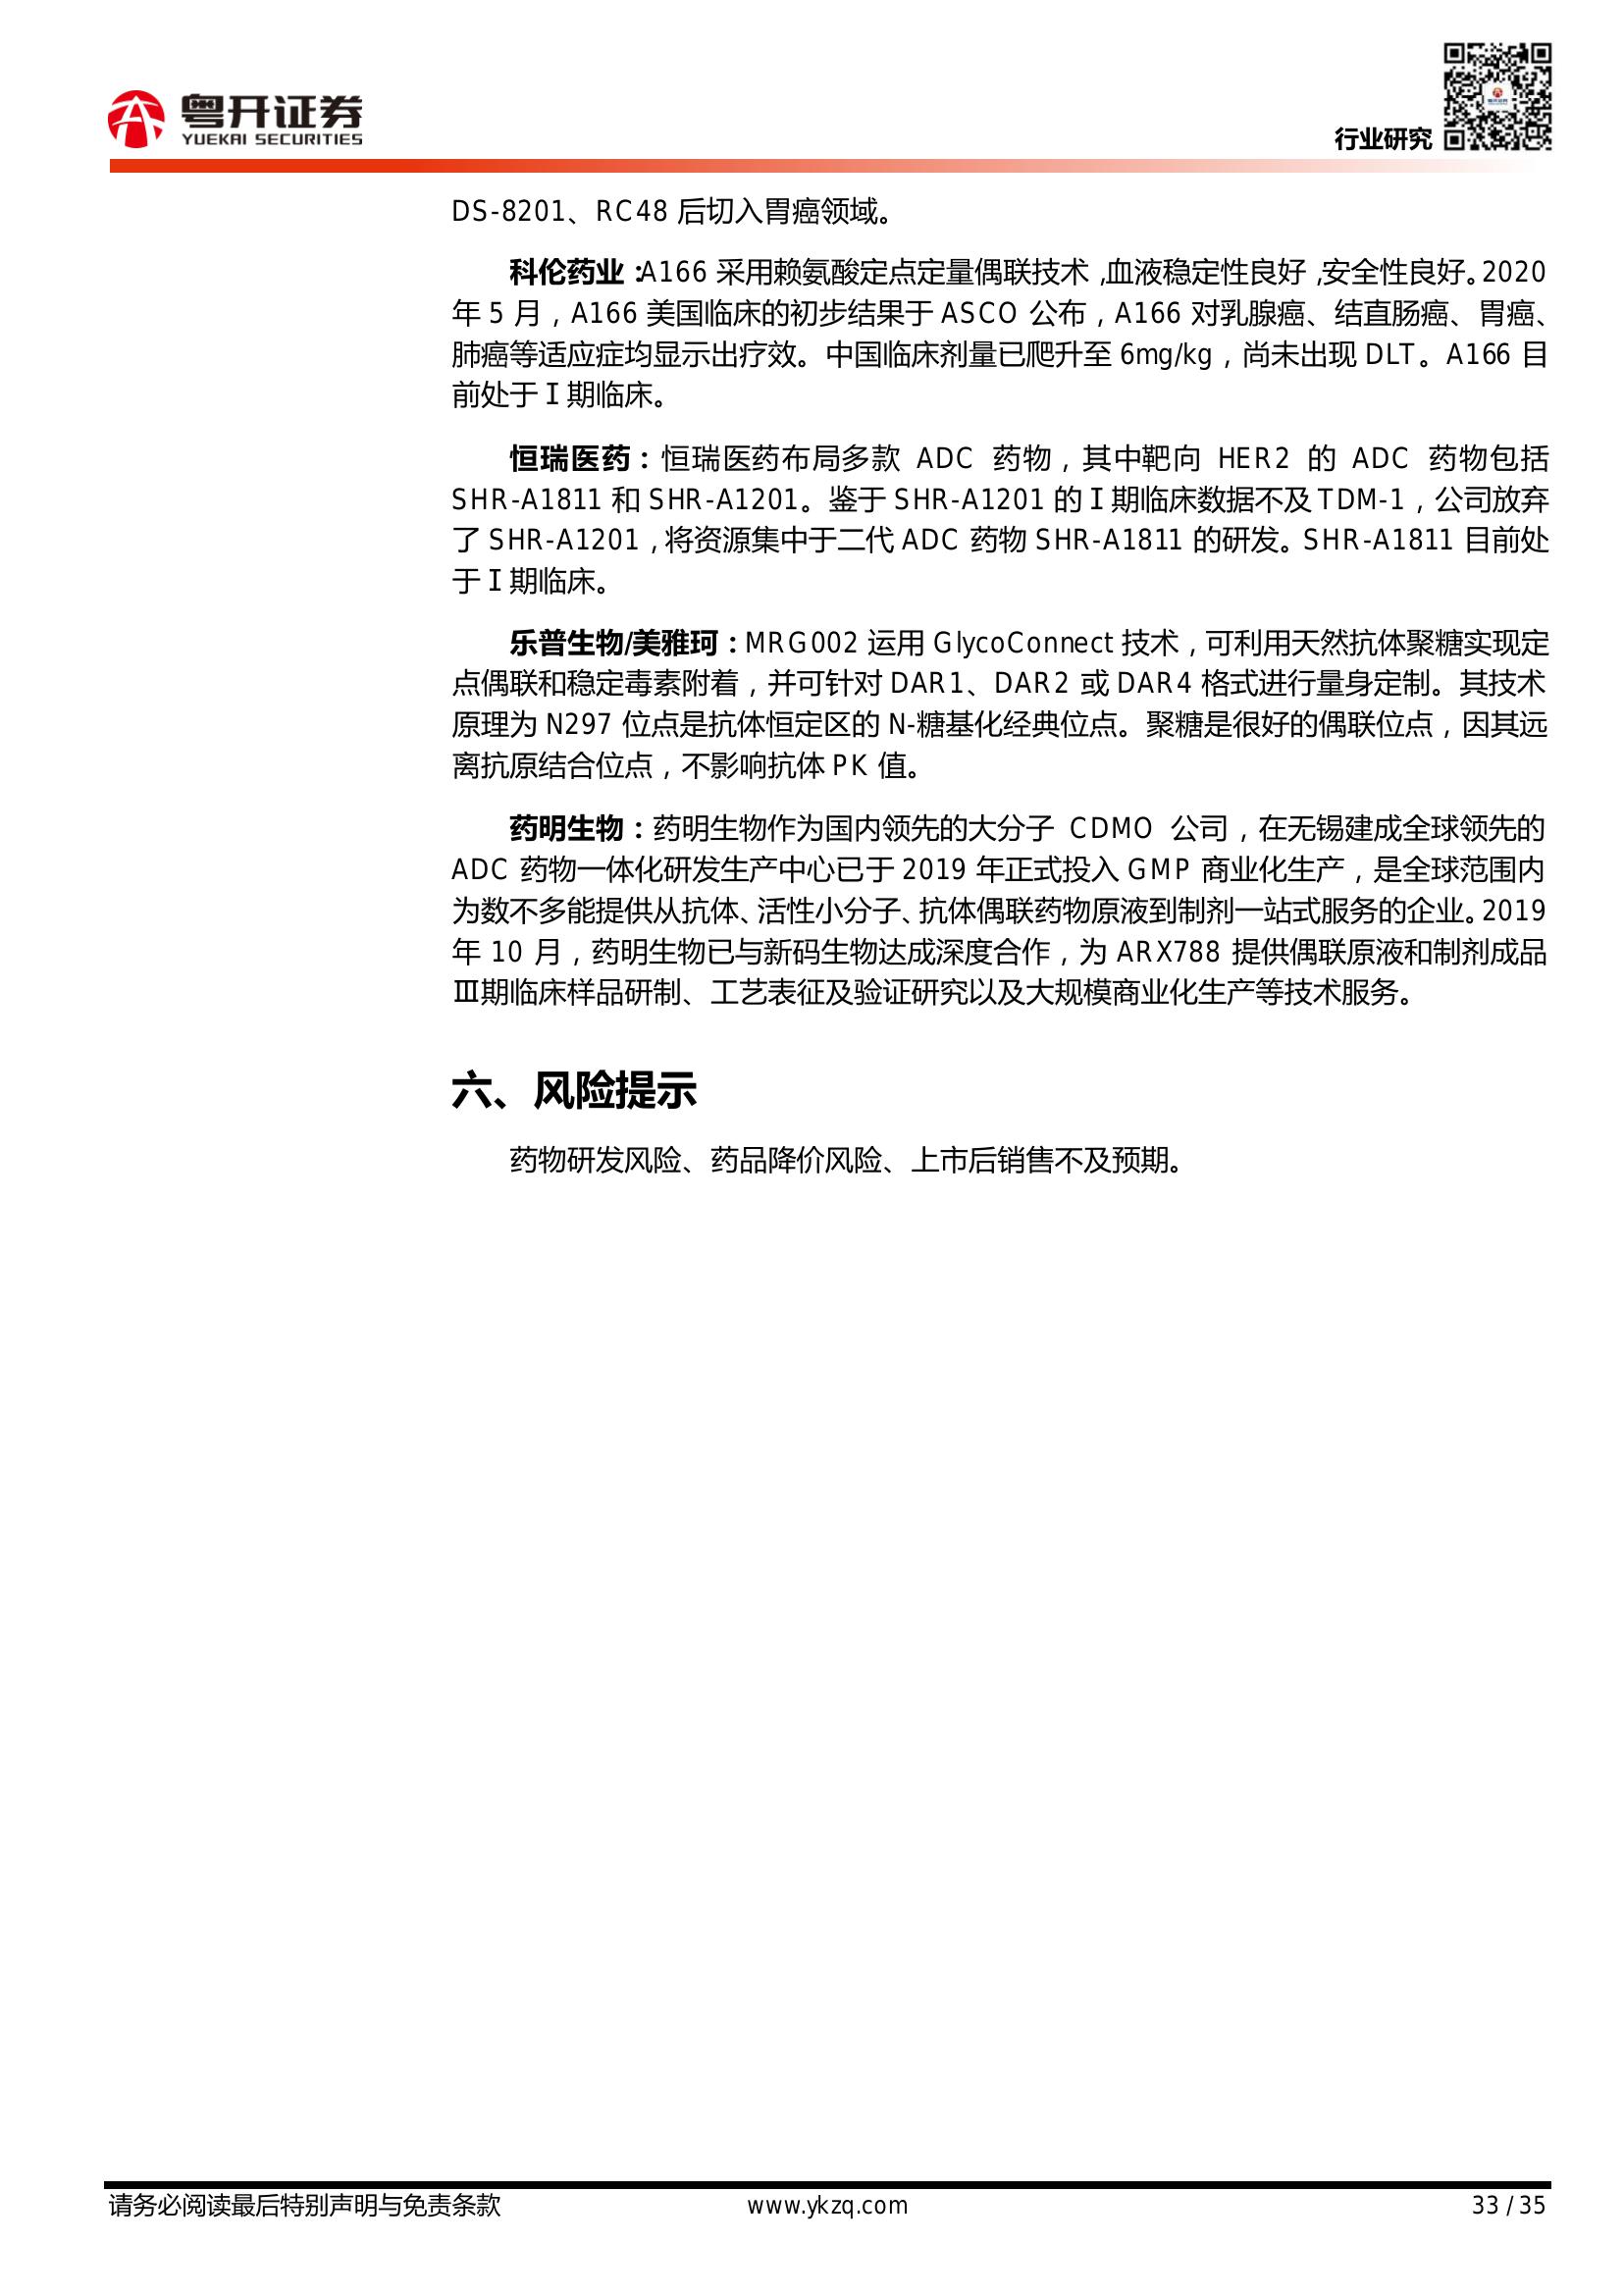 粤开证券
YUEKAI SECURITIES
行业研究
DS-8201、RC48 后切入胃癌领域。
科伦药业：A166 采用赖氨酸定点定量偶联技术，血液稳定性良好，安全性良好。2020
年 5 月，A166 美国临床的初步结果于 ASCO 公布，A166 对乳腺癌、结直肠癌、胃癌、
肺癌等适应症均显示出疗效。中国临床剂量已爬升至 6mg/kg，尚未出现 DLT。A166 目
前处于 I 期临床。
恒瑞医药：恒瑞医药布局多款 ADC 药物，其中靶向 HER2 的 ADC 药物包括
SHR-A1811 和 SHR-A1201。鉴于 SHR-A1201 的 I 期临床数据不及 TDM-1，公司放弃
了 SHR-A1201，将资源集中于二代 ADC 药物 SHR-A1811 的研发。SHR-A1811 目前处
于 I 期临床。
乐普生物/美雅珂：MRG002 运用 GlycoConnect 技术，可利用天然抗体聚糖实现定
点偶联和稳定毒素附着，并可针对 DAR1、DAR2 或 DAR4 格式进行量身定制。其技术
原理为 N297 位点是抗体恒定区的 N-糖基化经典位点。聚糖是很好的偶联位点，因其远
离抗原结合位点，不影响抗体 PK 值。
药明生物：药明生物作为国内领先的大分子 CDMO 公司，在无锡建成全球领先的
ADC 药物一体化研发生产中心已于 2019 年正式投入 GMP 商业化生产，是全球范围内
为数不多能提供从抗体、活性小分子、抗体偶联药物原液到制剂一站式服务的企业。2019
年 10 月，药明生物已与新码生物达成深度合作，为 ARX788 提供偶联原液和制剂成品
Ⅲ期临床样品研制、工艺表征及验证研究以及大规模商业化生产等技术服务。
六、风险提示
药物研发风险、药品降价风险、上市后销售不及预期。
请务必阅读最后特别声明与免责条款
www.ykzq.com
33 / 35